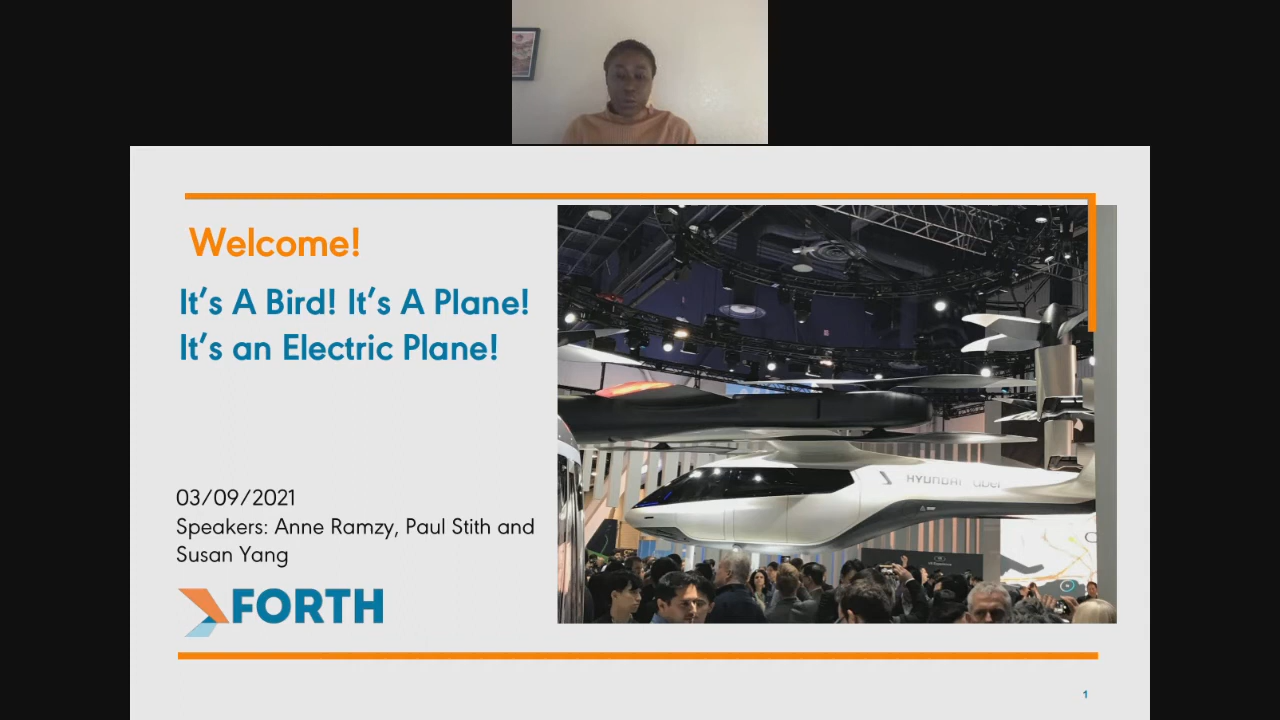 Welcome!
It's A Bird! It's A Plane!
It's an Electric Plane!
03/09/2021
Speakers: Anne Ramzy, Paul Stith and
Susan Yang
FORTH
HYUNDAI Uber
1